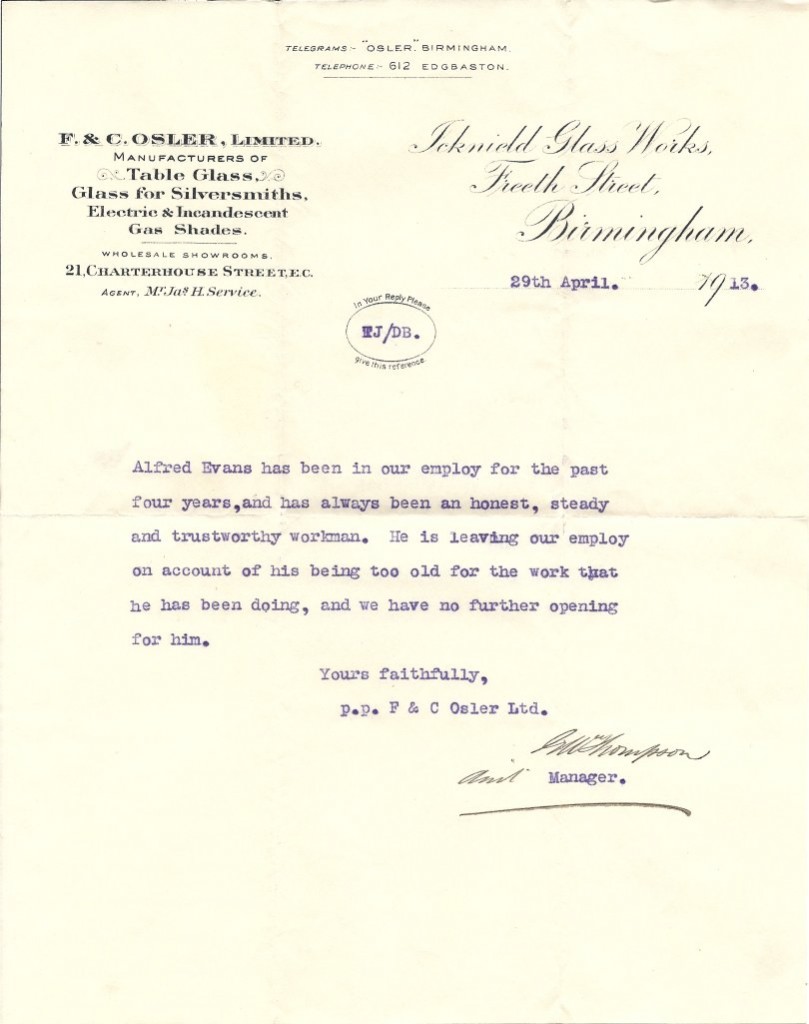 TELEGRAMS:- "OSLER." BIRMINGHAM.
TELEPHONE:- 612 EDGBASTON.
F. & C. OSLER, LIMITED.
MANUFACTURERS OF
Table Glass,
Glass for Silversmiths,
Electric & Incandescent
Gas Shades.
WHOLESALE SHOWROOMS.
21, CHARTERHOUSE STREET, E.C.
AGENT, Mr Jas H. Service.
Icknield Glass Works,
Freeth Street,
Birmingham,
29th April. 1913.
In Your Reply Please
TJ/DB.
give this reference.
Alfred Evans has been in our employ for the past
four years,and has always been an honest, steady
and trustworthy workman. He is leaving our employ
on account of his being too old for the work that
he has been doing, and we have no further opening
for him.
Yours faithfully,
p.p. F & C Osler Ltd.
Thompson
Manager.